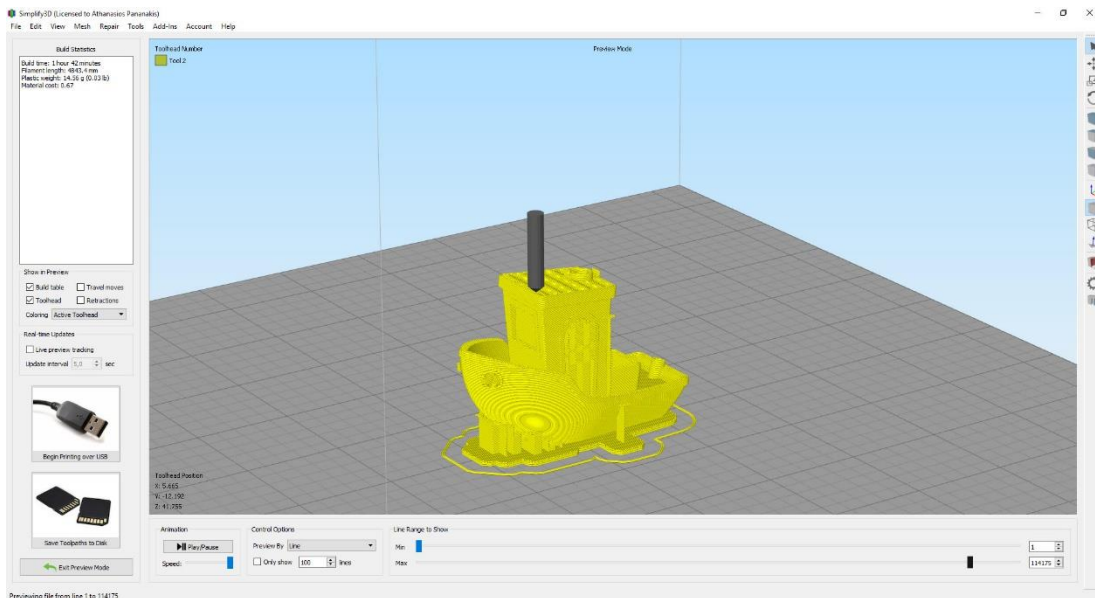 Simplify3D (Licensed to Athanasios Pananakis)
File Edit View Mesh Repair Tools Add-Ins Account Help
Build Statistics
Build time: 1 hour 42 minutes
Filament length: 4843.4 mm
Plastic weight: 14.56 g (0.03 lb)
Material cost: 0.67
Show in Preview
Build table Travel moves
Toolhead Retractions
Coloring Active Toolhead
Real-time Updates
Live preview tracking
Update interval 5,0 sec
Begin Printing over USB
Save Toolpaths to Disk
Exit Preview Mode
Toolhead Number
Tool 2
Preview Mode
Toolhead Position
X: 5.665
Y: -12.192
Z: 41.755
Animation
Play/Pause
Speed:
Control Options
Preview By Line
Only show 100 lines
Line Range to Show
Min 1
Max 114175
Previewing file from line 1 to 114175